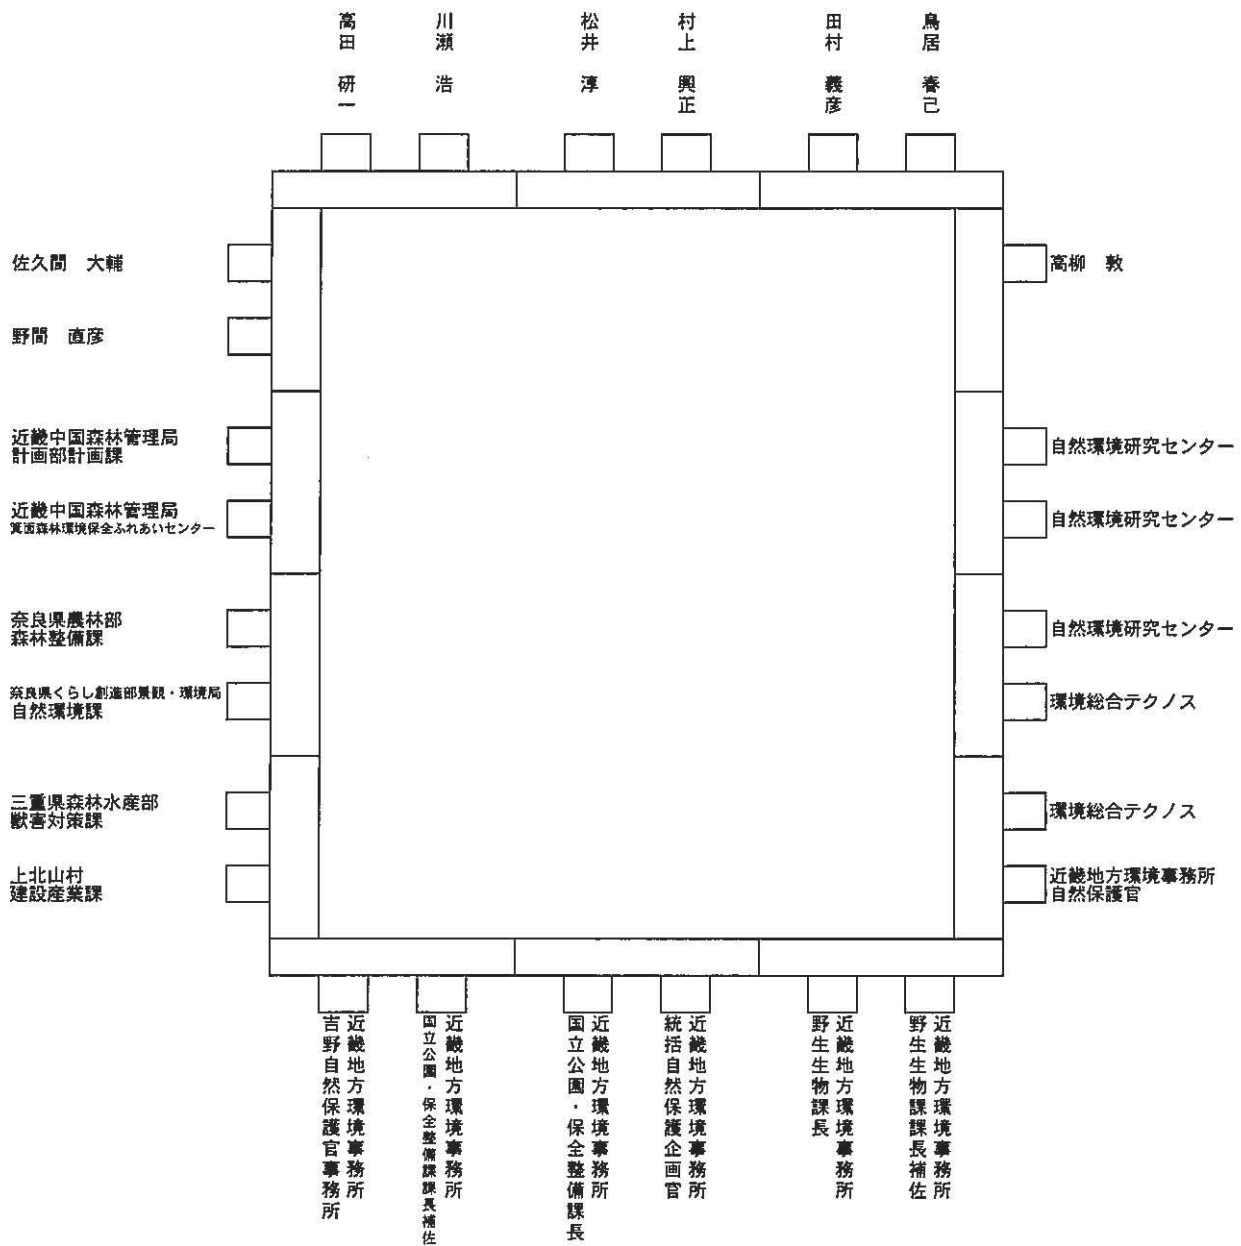 高田 研一
川瀬 浩
松井 淳
村上 興正
田村 義彦
鳥居 春己
佐久間 大輔
高柳 敦
野間 直彦
近畿中国森林管理局
計画部計画課
自然環境研究センター
近畿中国森林管理局
箕面森林環境保全ふれあいセンター
自然環境研究センター
奈良県農林部
森林整備課
自然環境研究センター
奈良県くらし創造部景観・環境局
自然環境課
環境総合テクノス
三重県森林水産部
獣害対策課
環境総合テクノス
上北山村
建設産業課
近畿地方環境事務所
自然保護官
近畿地方環境事務所
吉野自然保護官事務所
近畿地方環境事務所
国立公園・保全整備課課長補佐
近畿地方環境事務所
国立公園・保全整備課長
近畿地方環境事務所
統括自然保護企画官
近畿地方環境事務所
野生生物課長
近畿地方環境事務所
野生生物課課長補佐